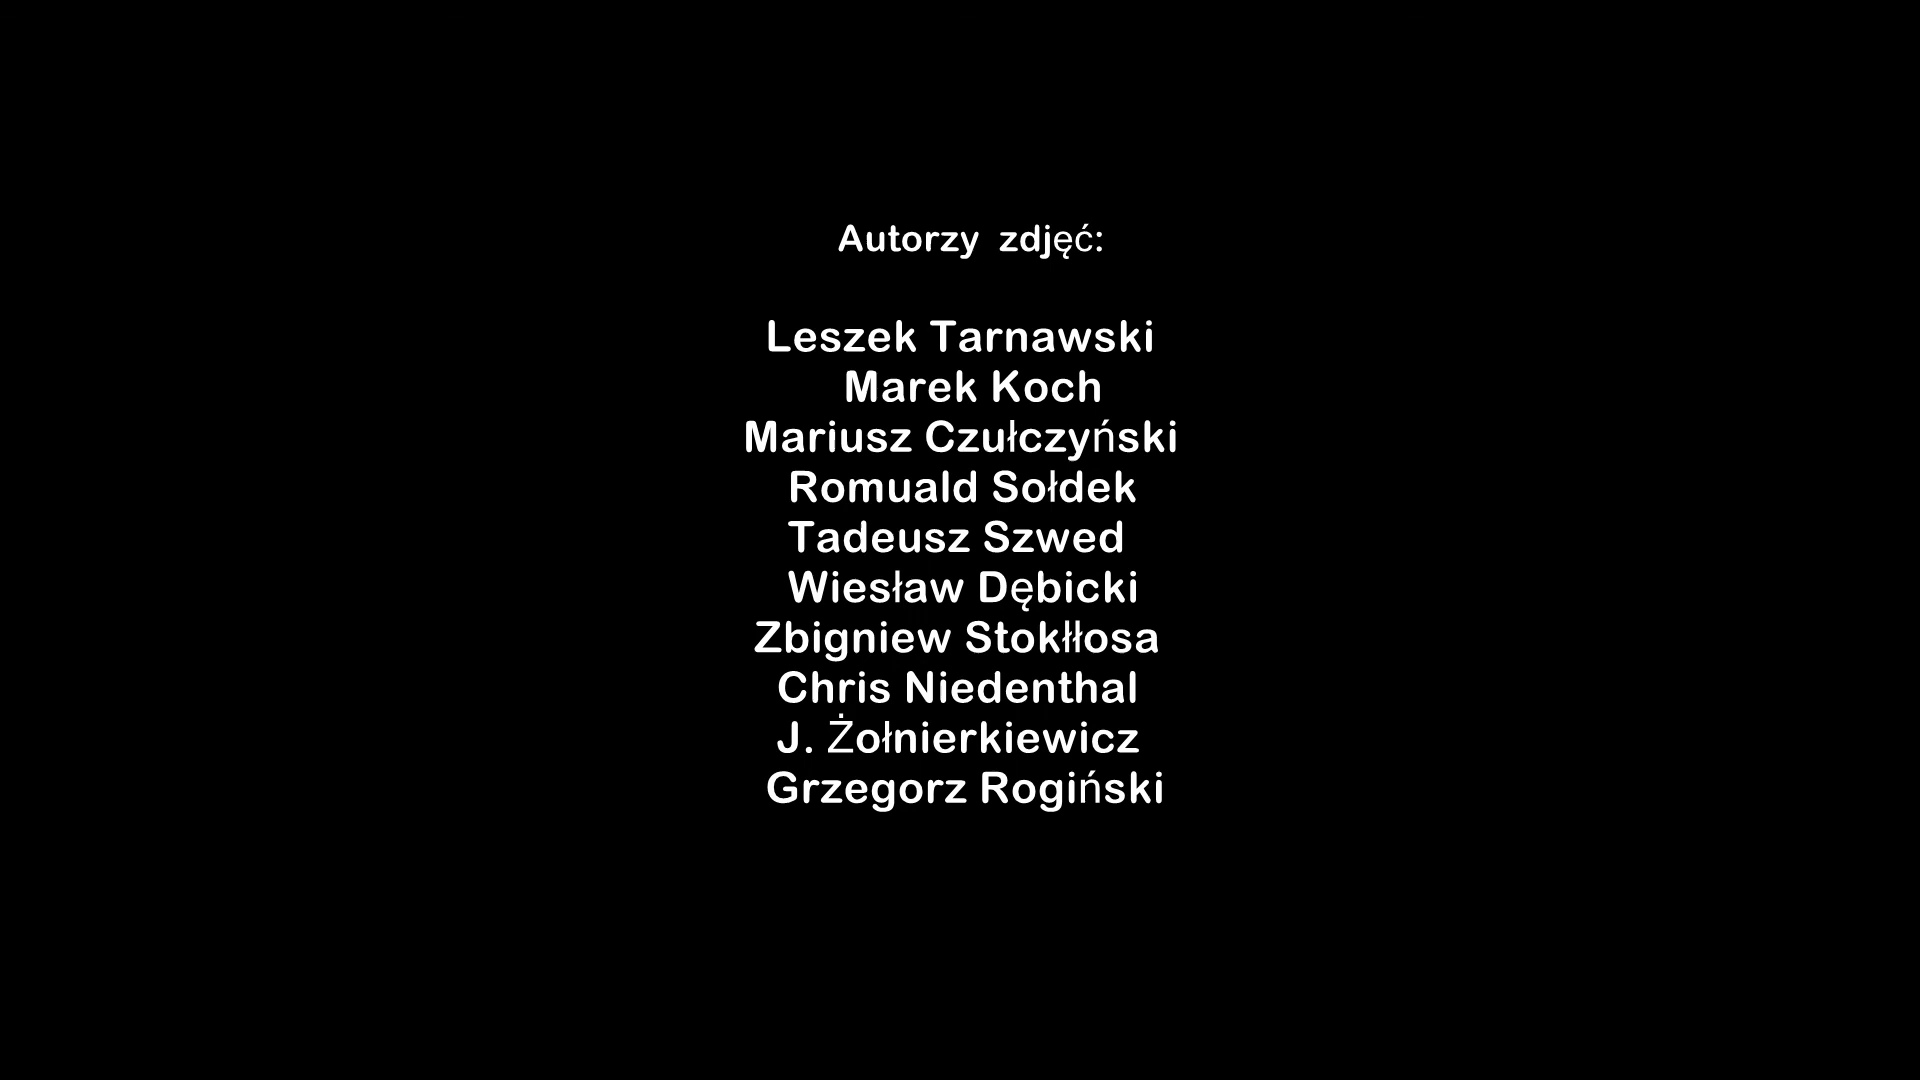 Autorzy zdjęć:
Leszek Tarnawski
Marek Koch
Mariusz Czułczyński
Romuald Sołdek
Tadeusz Szwed
Wiesław Dębicki
Zbigniew Stokłłosa
Chris Niedenthal
J. Żołnierkiewicz
Grzegorz Rogiński